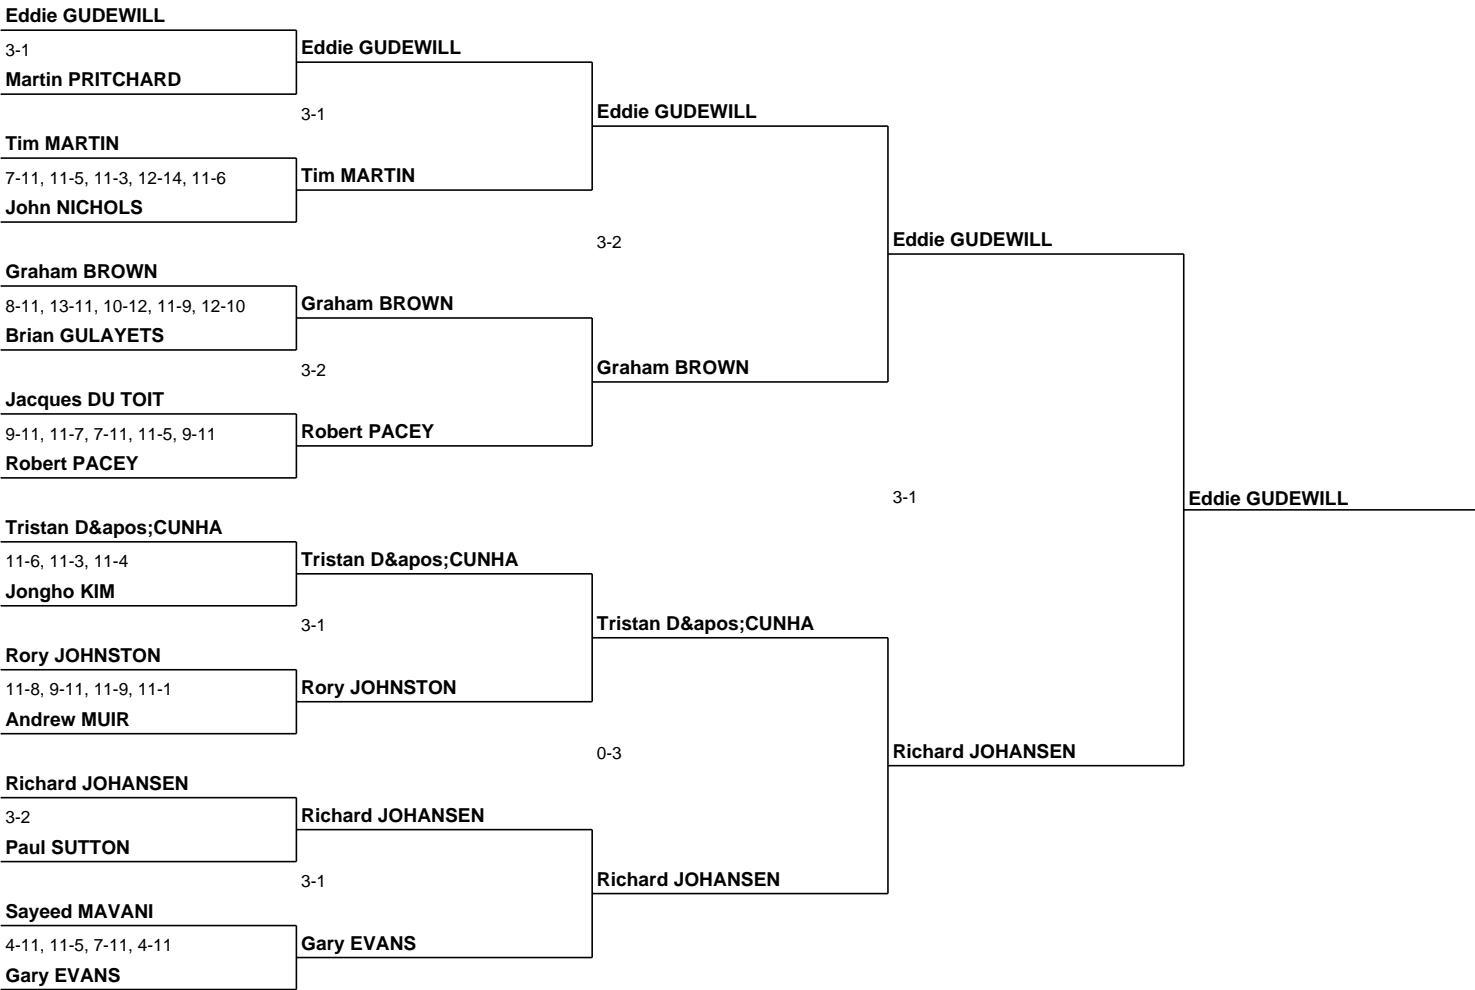 Eddie GUDEWILL
3-1
Martin PRITCHARD
Tim MARTIN
7-11, 11-5, 11-3, 12-14, 11-6
John NICHOLS
Graham BROWN
8-11, 13-11, 10-12, 11-9, 12-10
Brian GULAYETS
Jacques DU TOIT
9-11, 11-7, 7-11, 11-5, 9-11
Robert PACEY
Tristan D&apos;CUNHA
11-6, 11-3, 11-4
Jongho KIM
Rory JOHNSTON
11-8, 9-11, 11-9, 11-1
Andrew MUIR
Richard JOHANSEN
3-2
Paul SUTTON
Sayeed MAVANI
4-11, 11-5, 7-11, 4-11
Gary EVANS
Eddie GUDEWILL
3-1
Tim MARTIN
Graham BROWN
3-2
Robert PACEY
Tristan D&apos;CUNHA
3-1
Rory JOHNSTON
Richard JOHANSEN
3-1
Gary EVANS
Eddie GUDEWILL
3-2
Graham BROWN
Tristan D&apos;CUNHA
0-3
Richard JOHANSEN
Eddie GUDEWILL
3-1
Richard JOHANSEN
Eddie GUDEWILL